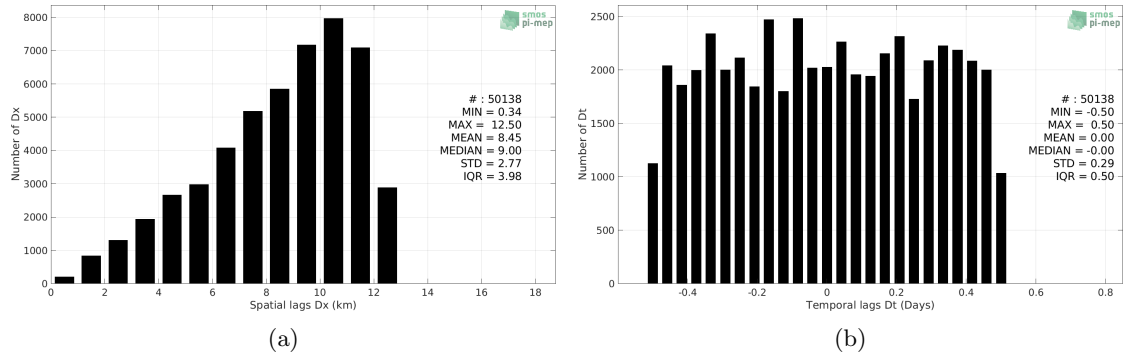 8000
7000
6000
5000
4000
3000
2000
1000
0
Number of Dx
0 2 4 6 8 10 12 14 16 18
Spatial lags Dx (km)
smos
pi-mep
# : 50138
MIN = 0.34
MAX = 12.50
MEAN = 8.45
MEDIAN = 9.00
STD = 2.77
IQR = 3.98
(a)
2500
2000
1500
1000
500
0
Number of Dt
-0.4 -0.2 0 0.2 0.4 0.6 0.8
Temporal lags Dt (Days)
smos
pi-mep
# : 50138
MIN = -0.50
MAX = 0.50
MEAN = 0.00
MEDIAN = -0.00
STD = 0.29
IQR = 0.50
(b)